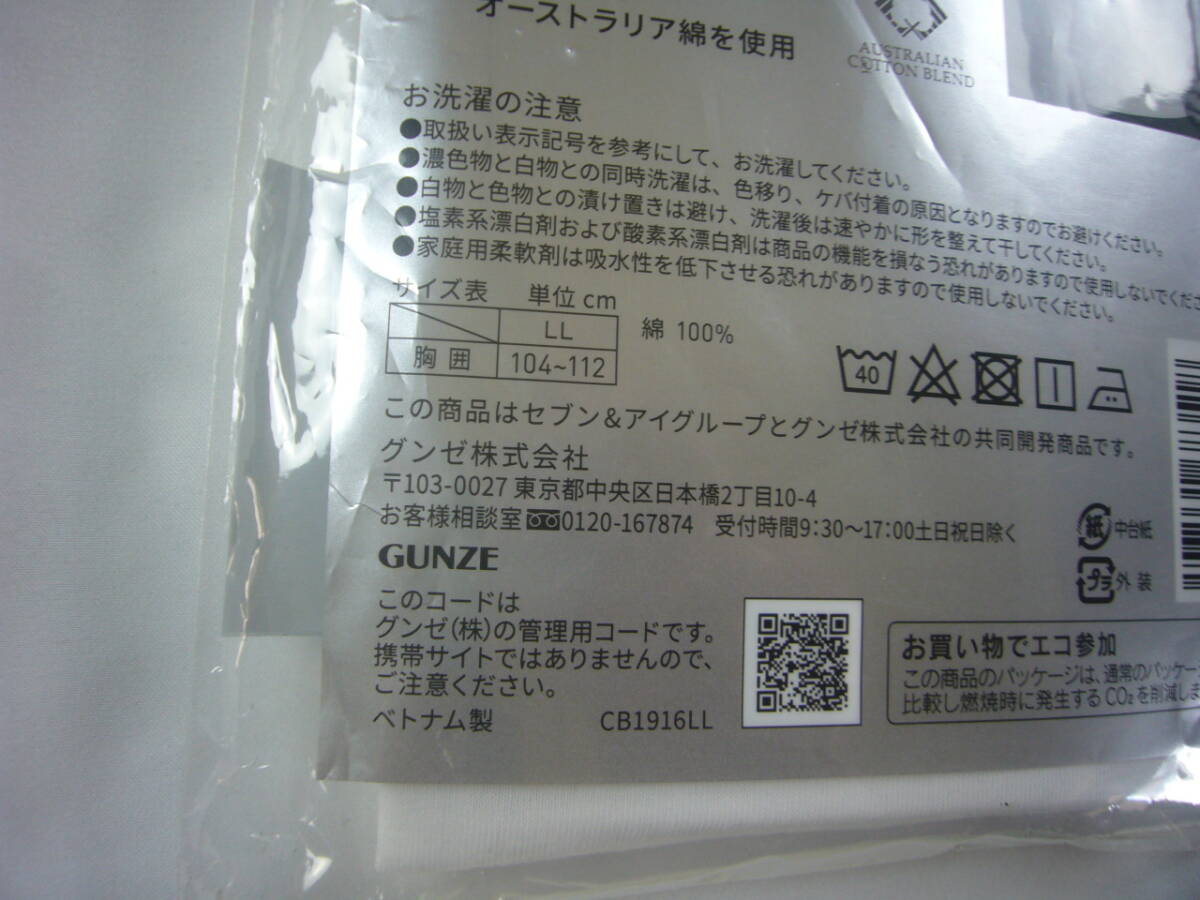 オーストラリア綿を使用
AUSTRALIAN
COTTON BLEND
お洗濯の注意
●取扱い表示記号を参考にして、お洗濯してください。
●濃色物と白物との同時洗濯は、色移り、ケバ付着の原因となりますのでお避けください。
●白物と色物との漬け置きは避け、洗濯後は速やかに形を整えて干してください。
●塩素系漂白剤および酸素系漂白剤は商品の機能を損なう恐れがありますので使用しないでくださ
●家庭用柔軟剤は吸水性を低下させる恐れがありますので使用しないでください。
サイズ表 単位 cm
LL
胸囲 104~112
綿 100%
40
この商品はセブン&アイグループとグンゼ株式会社の共同開発商品です。
グンゼ株式会社
〒103-0027 東京都中央区日本橋2丁目10-4
お客様相談室 0120-167874 受付時間9:30～17:00土日祝日除く
GUNZE
紙 中台紙
プラ 外装
このコードは
グンゼ(株)の管理用コードです。
携帯サイトではありませんので、
ご注意ください。
ベトナム製 CB1916LL
お買い物でエコ参加
この商品のパッケージは、通常のパッケー
比較し燃焼時に発生するCO₂を削減しま